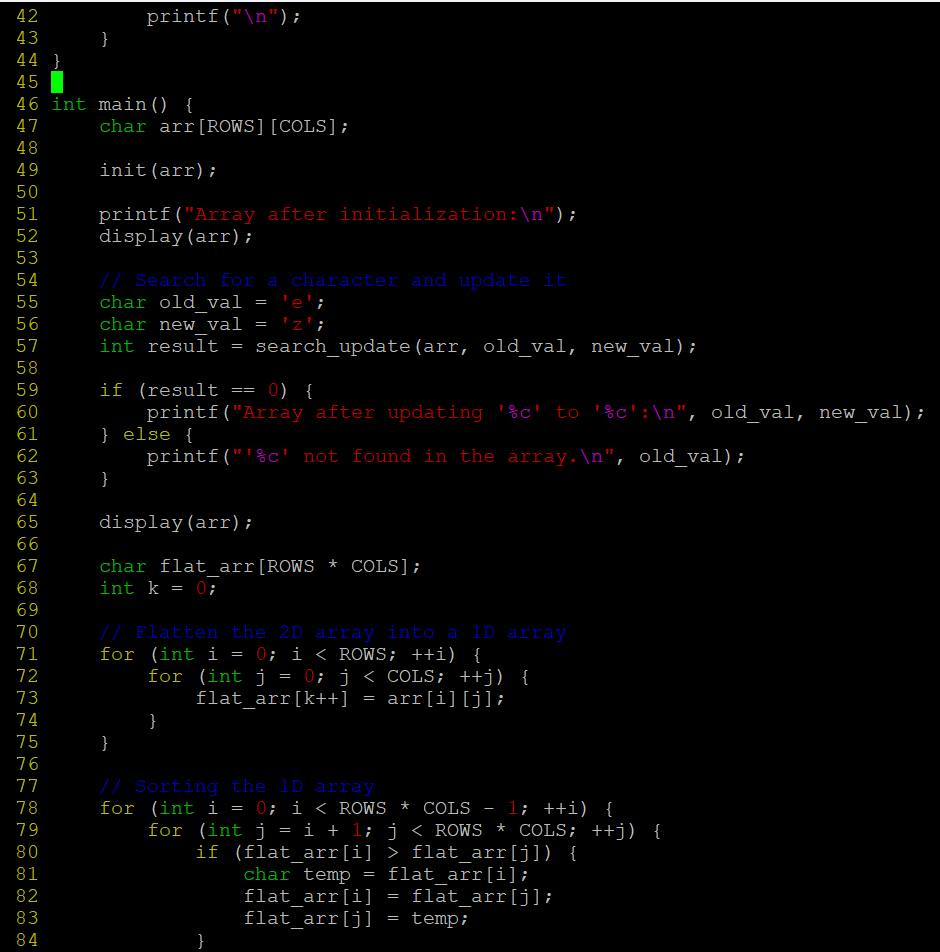 42         printf("\n");
43     }
44 }
45
46 int main() {
47     char arr[ROWS][COLS];
48
49     init(arr);
50
51     printf("Array after initialization:\n");
52     display(arr);
53
54     // Search for a character and update it
55     char old_val = 'e';
56     char new_val = 'z';
57     int result = search_update(arr, old_val, new_val);
58
59     if (result == 0) {
60         printf("Array after updating '%c' to '%c':\n", old_val, new_val);
61     } else {
62         printf("'%c' not found in the array.\n", old_val);
63     }
64
65     display(arr);
66
67     char flat_arr[ROWS * COLS];
68     int k = 0;
69
70     // Flatten the 2D array into a 1D array
71     for (int i = 0; i < ROWS; ++i) {
72         for (int j = 0; j < COLS; ++j) {
73             flat_arr[k++] = arr[i][j];
74         }
75     }
76
77     // Sorting the 1D array
78     for (int i = 0; i < ROWS * COLS - 1; ++i) {
79         for (int j = i + 1; j < ROWS * COLS; ++j) {
80             if (flat_arr[i] > flat_arr[j]) {
81                 char temp = flat_arr[i];
82                 flat_arr[i] = flat_arr[j];
83                 flat_arr[j] = temp;
84             }